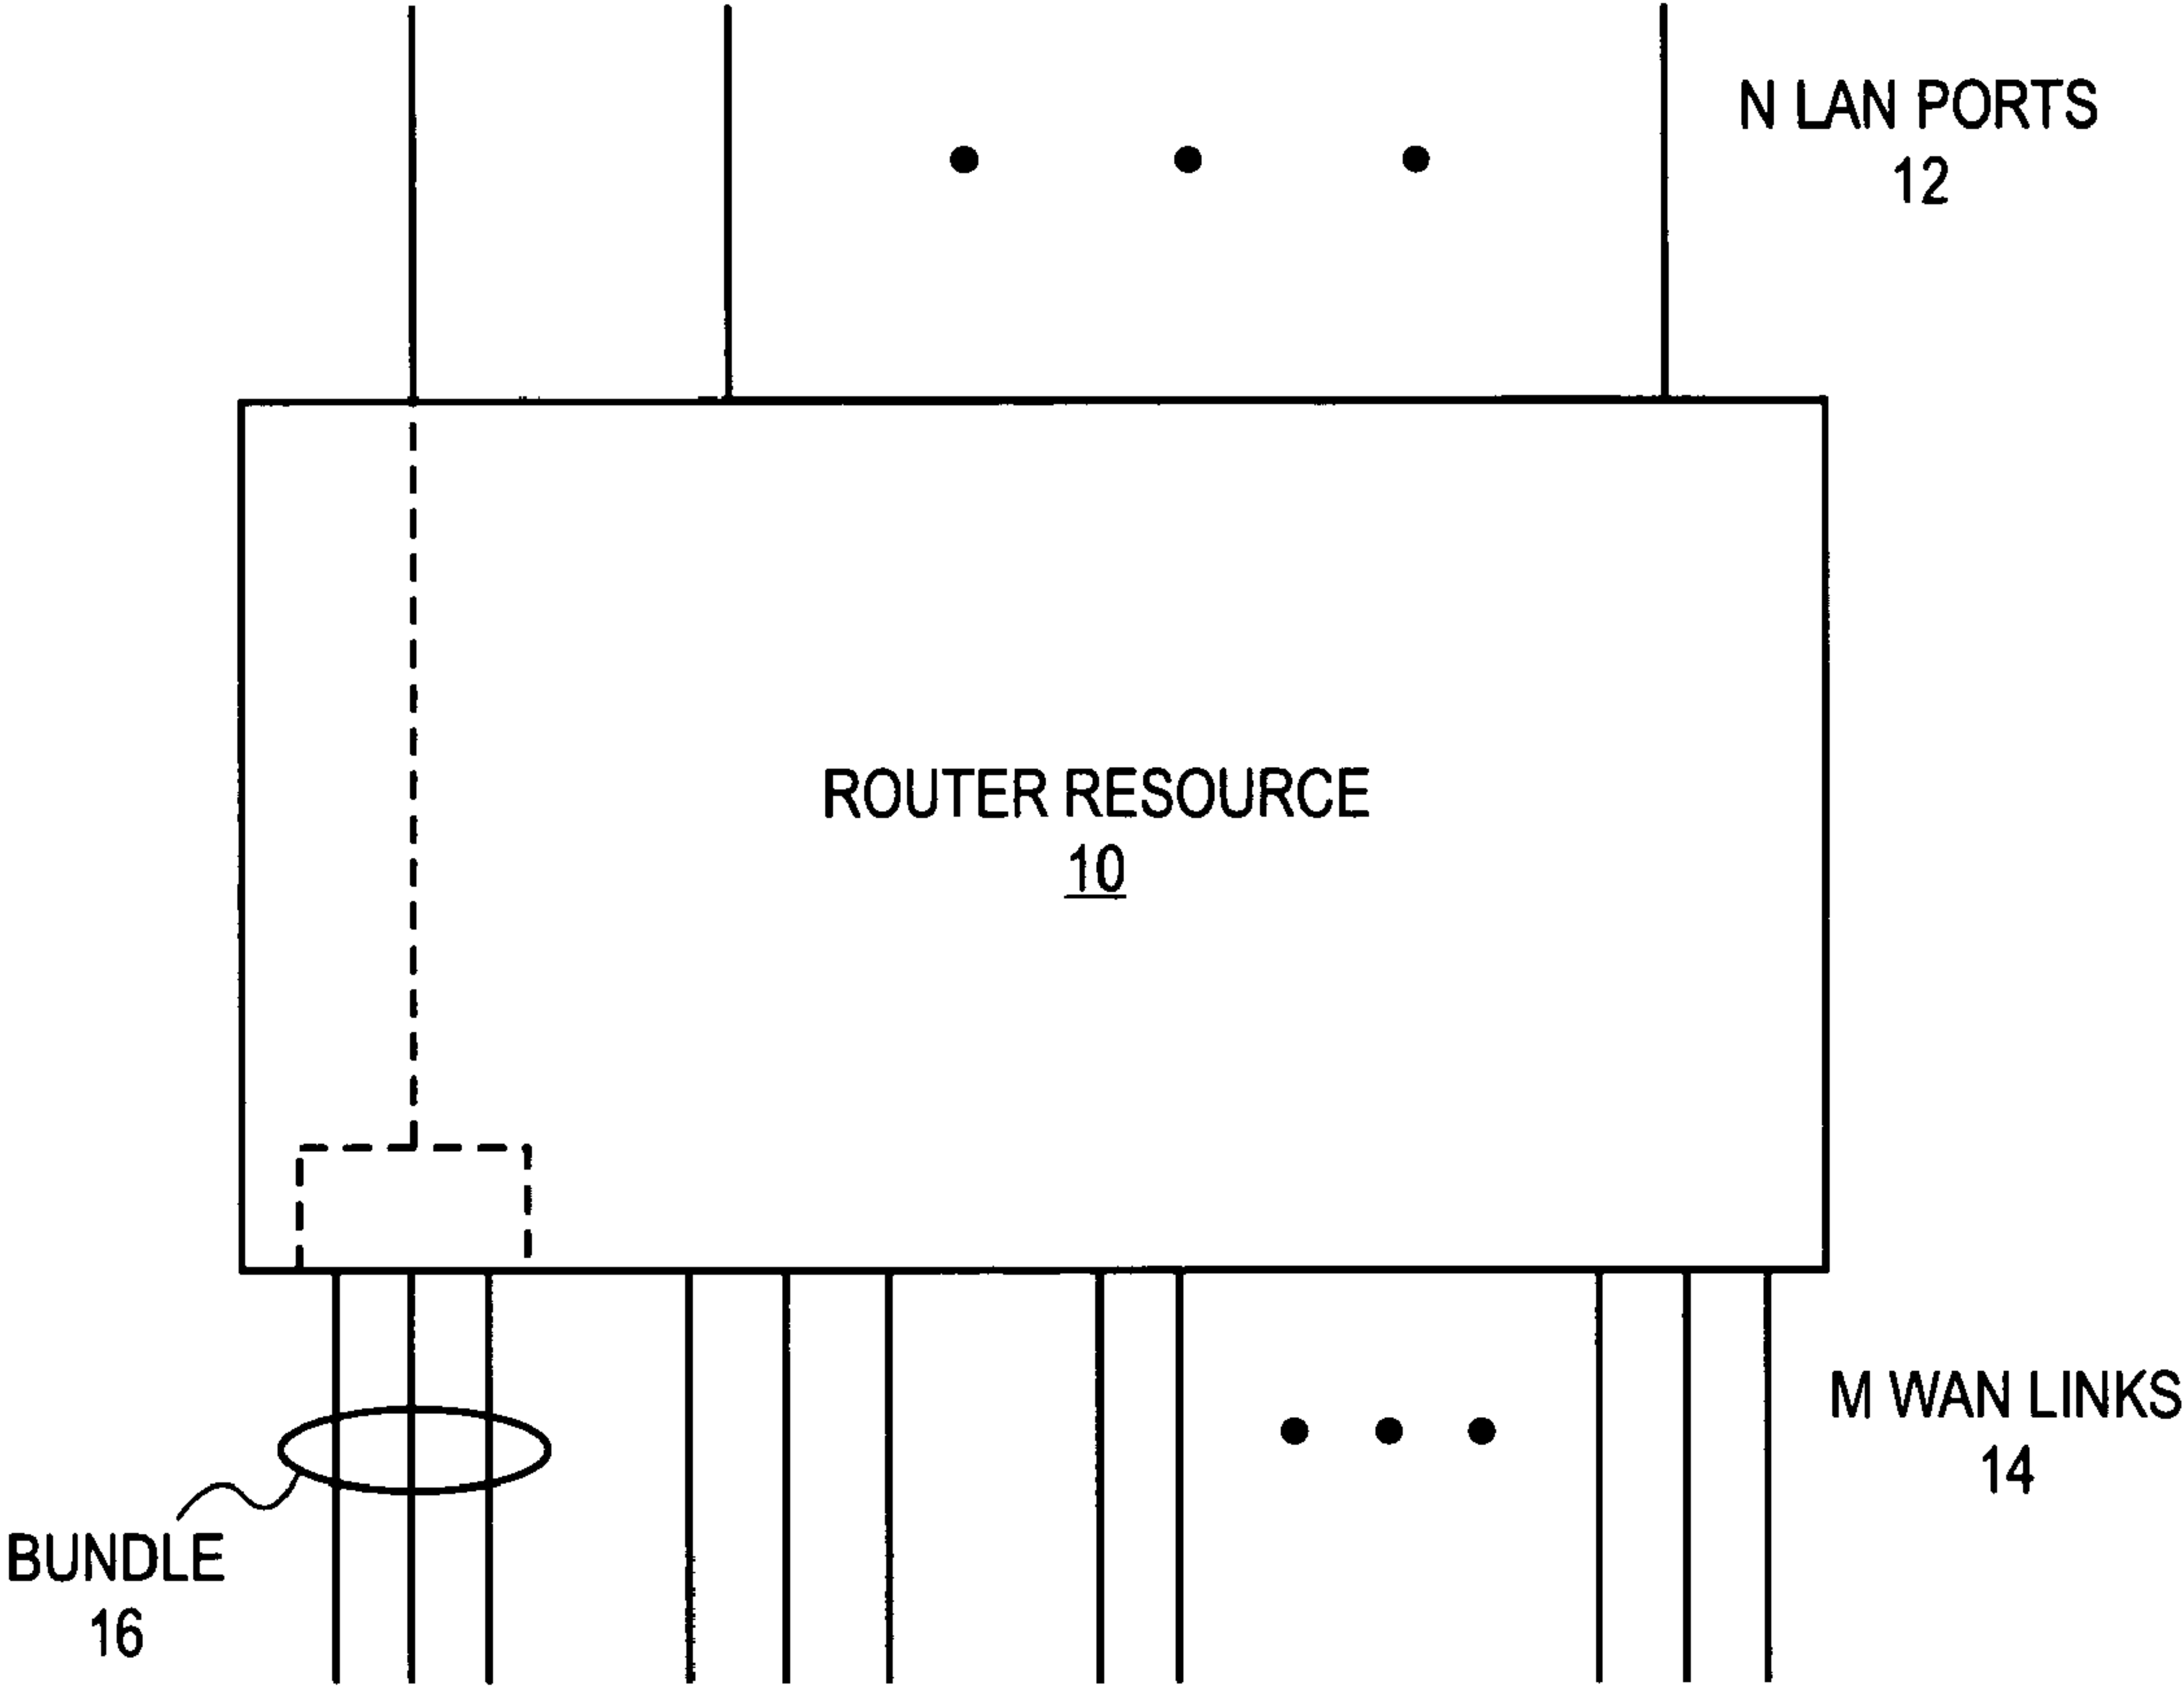 N LAN PORTS
12
ROUTER RESOURCE
10
M WAN LINKS
14
BUNDLE
16